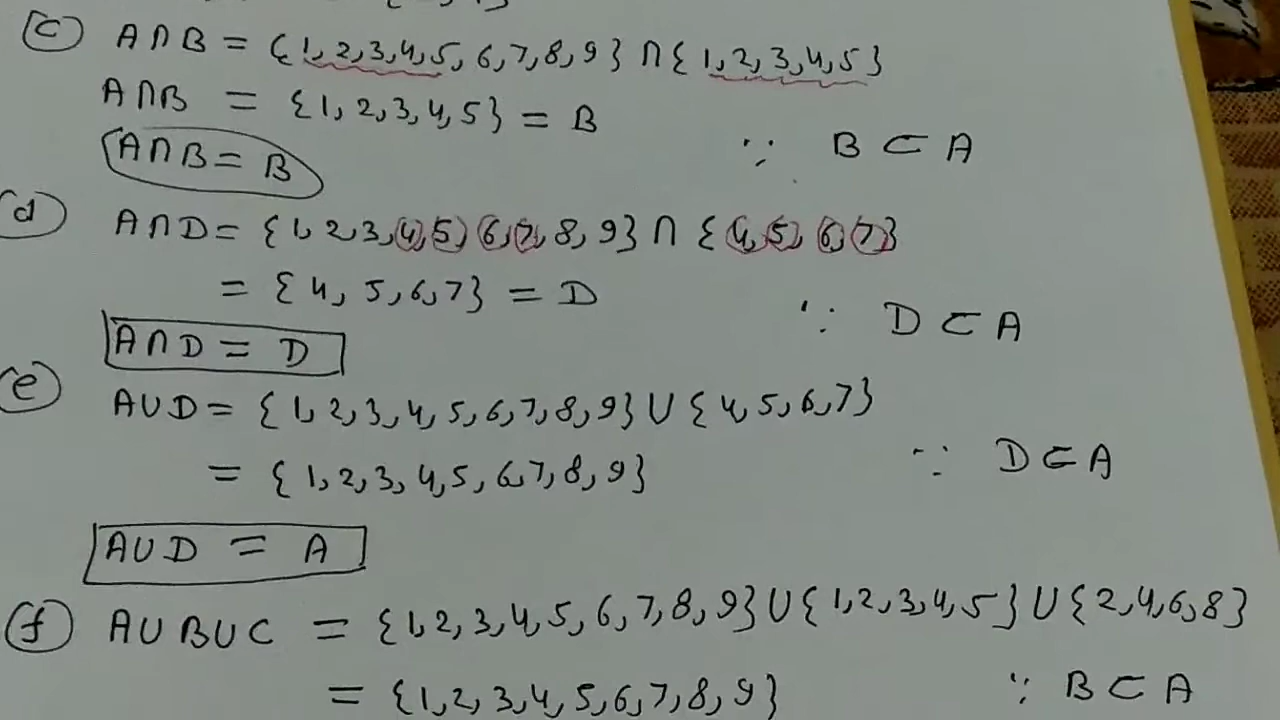 (c) A∩B = {1,2,3,4,5,6,7,8,9} ∩ {1,2,3,4,5}
A∩B = {1,2,3,4,5} = B
A∩B = B ∵ B ⊂ A
(d) A∩D = {1,2,3,4,5,6,7,8,9} ∩ {4,5,6,7}
= {4,5,6,7} = D
A∩D = D ∵ D ⊂ A
(e) A∪D = {1,2,3,4,5,6,7,8,9} ∪ {4,5,6,7}
= {1,2,3,4,5,6,7,8,9} ∵ D ⊂ A
A∪D = A
(f) A∪B∪C = {1,2,3,4,5,6,7,8,9} ∪ {1,2,3,4,5} ∪ {2,4,6,8}
= {1,2,3,4,5,6,7,8,9} ∵ B ⊂ A